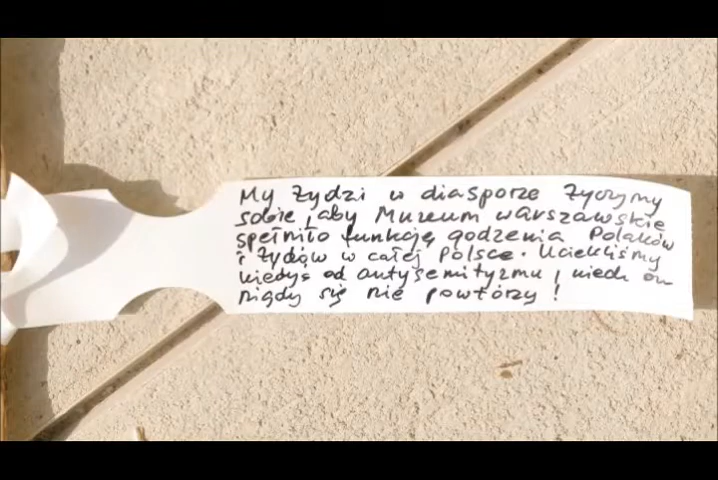 My Żydzi w diasporze życzymy
sobie, aby Muzeum warszawskie
spełniło funkcję godzenia Polaków
i Żydów w całej Polsce. Uciekliśmy
kiedyś od antysemityzmu, niech on
nigdy się nie powtórzy!